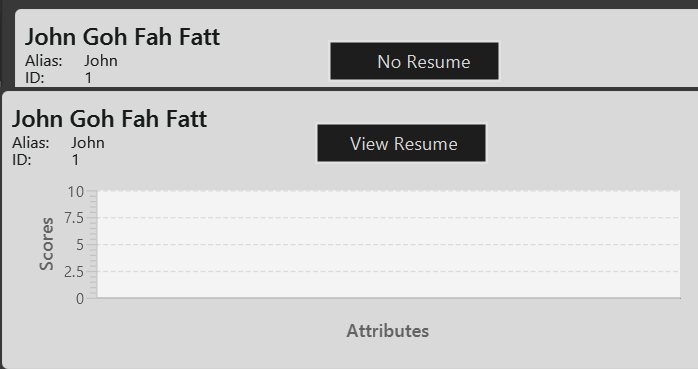 John Goh Fah Fatt
Alias: John
ID: 1
No Resume
John Goh Fah Fatt
Alias: John
ID: 1
View Resume
10
7.5
5
2.5
0
Scores
Attributes